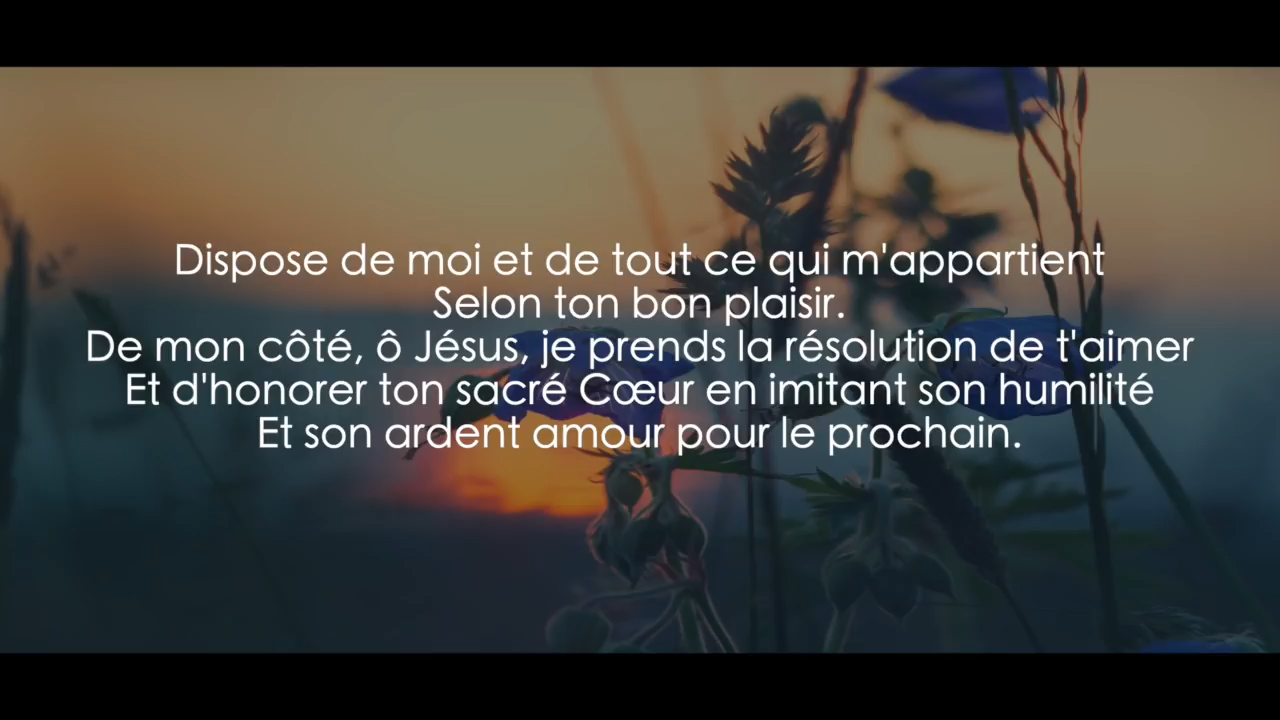 Dispose de moi et de tout ce qui m'appartient
Selon ton bon plaisir.
De mon côté, ô Jésus, je prends la résolution de t'aimer
Et d'honorer ton sacré Cœur en imitant son humilité
Et son ardent amour pour le prochain.